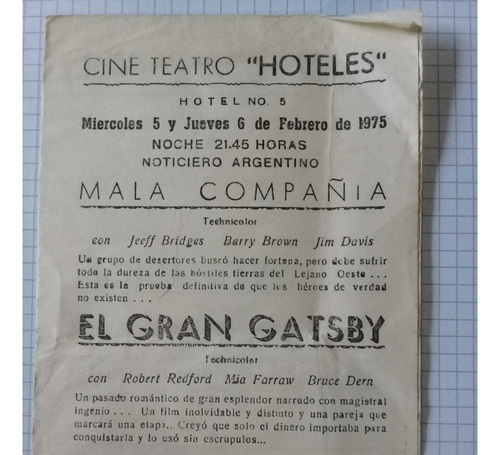 CINE TEATRO "HOTELES"
HOTEL NO. 5
Miercoles 5 y Jueves 6 de Febrero de 1975
NOCHE 21.45 HORAS
NOTICIERO ARGENTINO
MALA COMPAÑIA
Technicolor
con Jeeff Bridges Barry Brown Jim Davis
Un grupo de desertores buscó hacer fortuna, pero debe sufrir
toda la dureza de las hostiles tierras del Lejano Oeste ...
Esta es la prueba definitiva de que los héroes de verdad
no existen ...
EL GRAN GATSBY
Technicolor
con Robert Redford Mia Farraw Bruce Dern
Un pasado romántico de gran esplendor narrado con magistral
ingenio ... Un film inolvidable y distinto y una pareja que
marcará una etapa.. Creyó que solo el dinero importaba para
conquistarla y lo usó sin escrupulos...